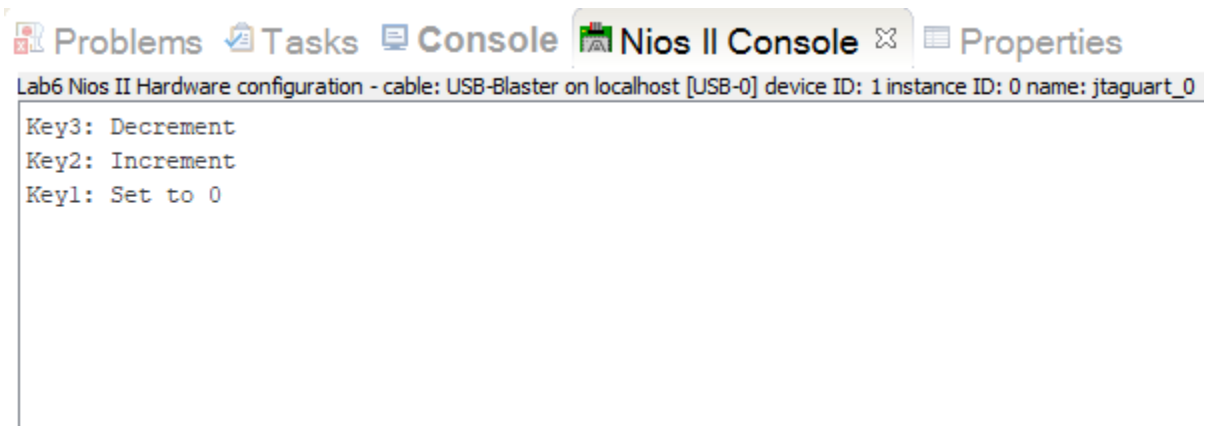 Problems Tasks Console Nios II Console Properties
Lab6 Nios II Hardware configuration - cable: USB-Blaster on localhost [USB-0] device ID: 1 instance ID: 0 name: jtaguart_0
Key3: Decrement
Key2: Increment
Key1: Set to 0